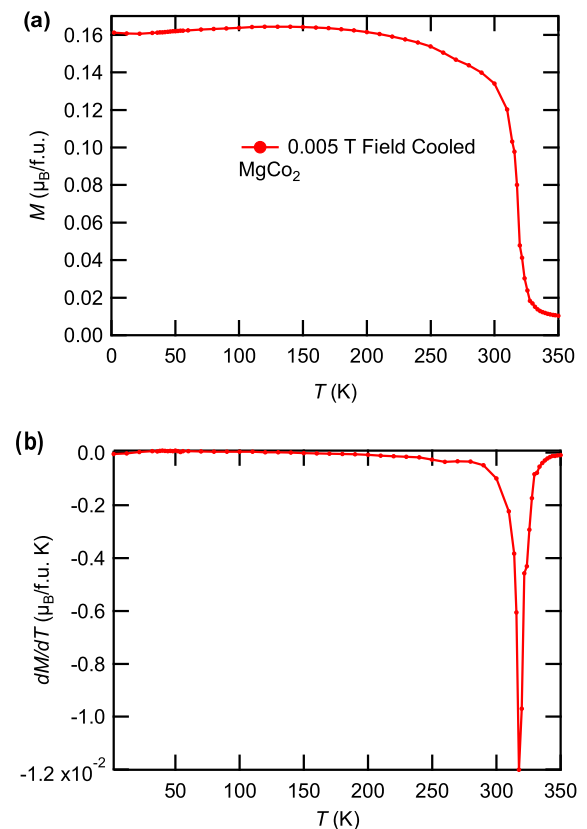 (a)
0.16
0.14
0.12
0.10
0.08
0.06
0.04
0.02
0.00
M (μB/f.u.)
0.005 T Field Cooled
MgCo2
0 50 100 150 200 250 300 350
T (K)
(b)
0.0
-0.2
-0.4
-0.6
-0.8
-1.0
-1.2 x10-2
dM/dT (μB/f.u. K)
50 100 150 200 250 300 350
T (K)